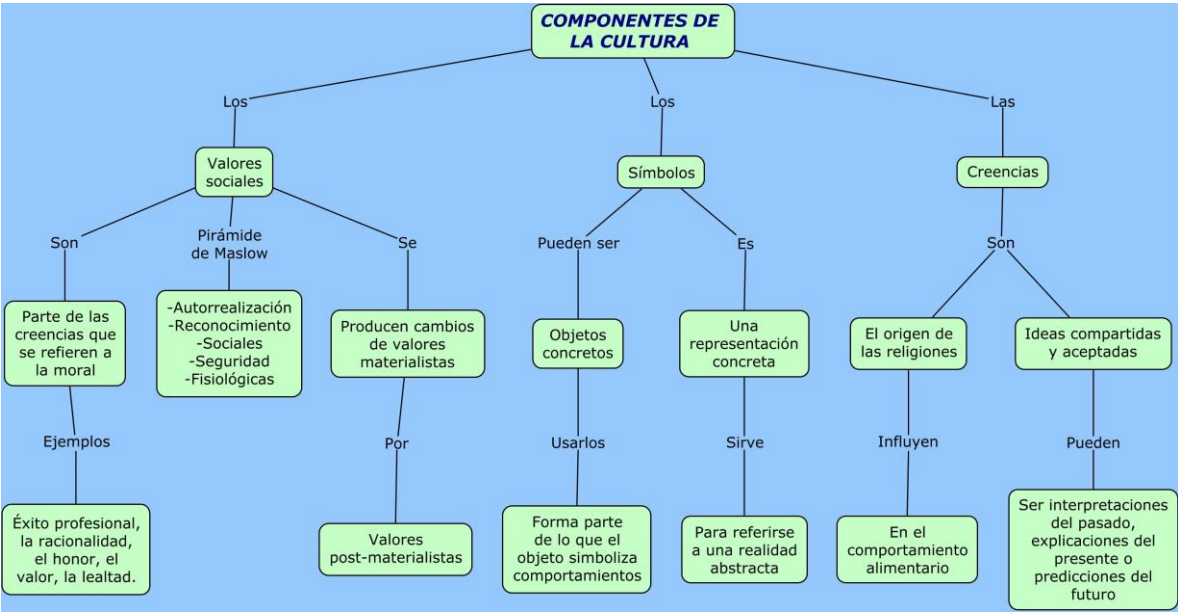 COMPONENTES DE
LA CULTURA
Los
Los
Las
Valores
sociales
Símbolos
Creencias
Son
Pirámide
de Maslow
Se
Pueden ser
Es
Son
Parte de las
creencias que
se refieren a
la moral
-Autorrealización
-Reconocimiento
-Sociales
-Seguridad
-Fisiológicas
Producen cambios
de valores
materialistas
Objetos
concretos
Una
representación
concreta
El origen de
las religiones
Ideas compartidas
y aceptadas
Ejemplos
Por
Usarlos
Sirve
Influyen
Pueden
Éxito profesional,
la racionalidad,
el honor, el
valor, la lealtad.
Valores
post-materialistas
Forma parte
de lo que el
objeto simboliza
comportamientos
Para referirse
a una realidad
abstracta
En el
comportamiento
alimentario
Ser interpretaciones
del pasado,
explicaciones del
presente o
predicciones del
futuro